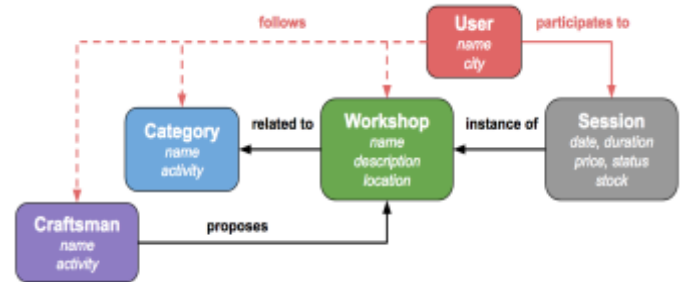 follows
User
name
city
participates to
Category
name
activity
related to
Workshop
name
description
location
instance of
Session
date, duration
price, status
stock
Craftsman
name
activity
proposes